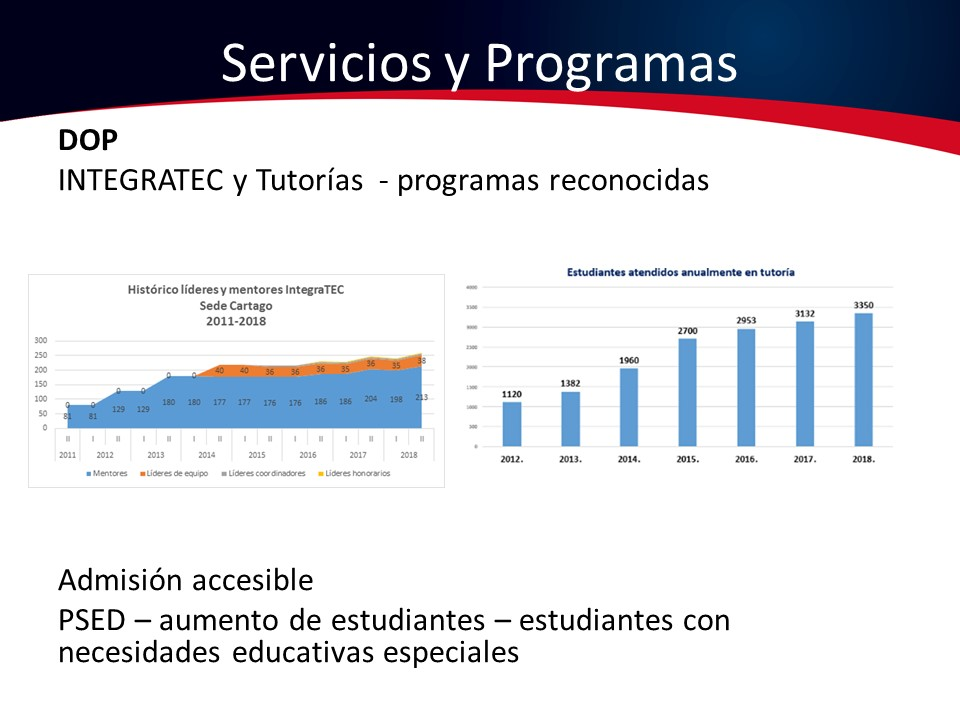 Servicios y Programas
DOP
INTEGRATEC y Tutorías - programas reconocidas
Histórico líderes y mentores IntegraTEC
Sede Cartago
2011-2018
300
250
200
150
100
50
0
0 0 0 0 0 0 40 40 36 36 36 35 36 35 38
81 81 129 129 180 180 177 177 176 176 186 186 204 198 213
II I II I II I II I II I II I II I II
2011 2012 2013 2014 2015 2016 2017 2018
Mentores Líderes de equipo Líderes coordinadores Líderes honorarios
Estudiantes atendidos anualmente en tutoría
4000
3500
3000
2500
2000
1500
1000
500
0
1120 1382 1960 2700 2953 3132 3350
2012. 2013. 2014. 2015. 2016. 2017. 2018.
Admisión accesible
PSED – aumento de estudiantes – estudiantes con
necesidades educativas especiales